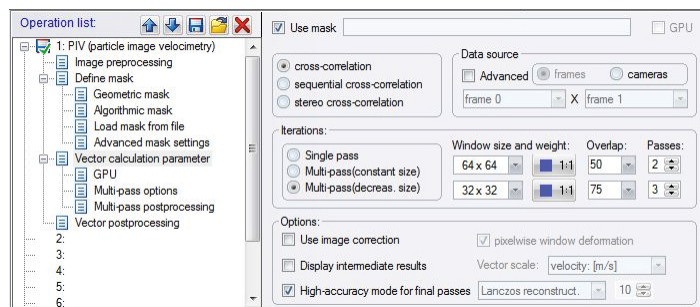 Operation list:
1: PIV (particle image velocimetry)
Image preprocessing
Define mask
Geometric mask
Algorithmic mask
Load mask from file
Advanced mask settings
Vector calculation parameter
GPU
Multi-pass options
Multi-pass postprocessing
Vector postprocessing
2:
3:
4:
5:
6:
Use mask
GPU
cross-correlation
sequential cross-correlation
stereo cross-correlation
Data source
Advanced frames cameras
frame 0 X frame 1
Iterations:
Single pass
Multi-pass(constant size)
Multi-pass(decreas. size)
Window size and weight: Overlap: Passes:
64 x 64 1:1 50 2
32 x 32 1:1 75 3
Options:
Use image correction pixelwise window deformation
Display intermediate results Vector scale: velocity: [m/s]
High-accuracy mode for final passes Lanczos reconstruct. 10